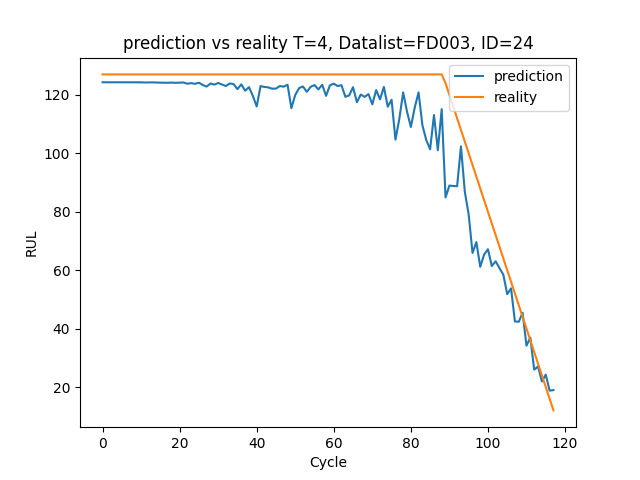 prediction vs reality T=4, Datalist=FD003, ID=24
prediction
reality
RUL
120
100
80
60
40
20
0 20 40 60 80 100 120
Cycle